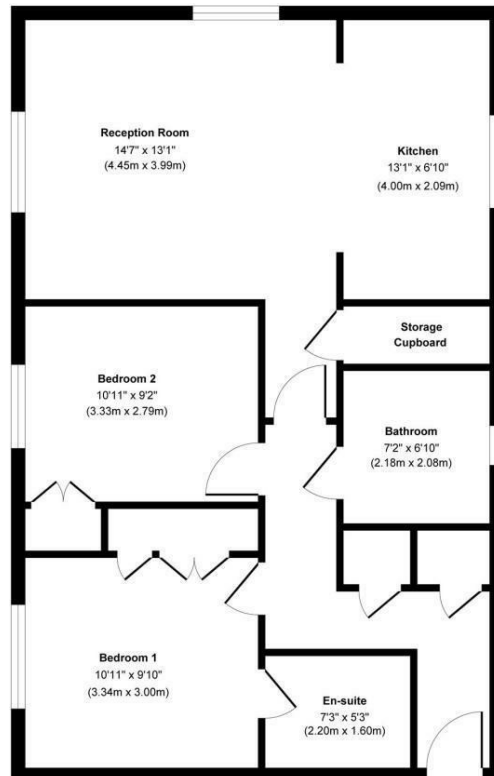 Reception Room
14'7" x 13'1"
(4.45m x 3.99m)
Kitchen
13'1" x 6'10"
(4.00m x 2.09m)
Storage
Cupboard
Bedroom 2
10'11" x 9'2"
(3.33m x 2.79m)
Bathroom
7'2" x 6'10"
(2.18m x 2.08m)
Bedroom 1
10'11" x 9'10"
(3.34m x 3.00m)
En-suite
7'3" x 5'3"
(2.20m x 1.60m)